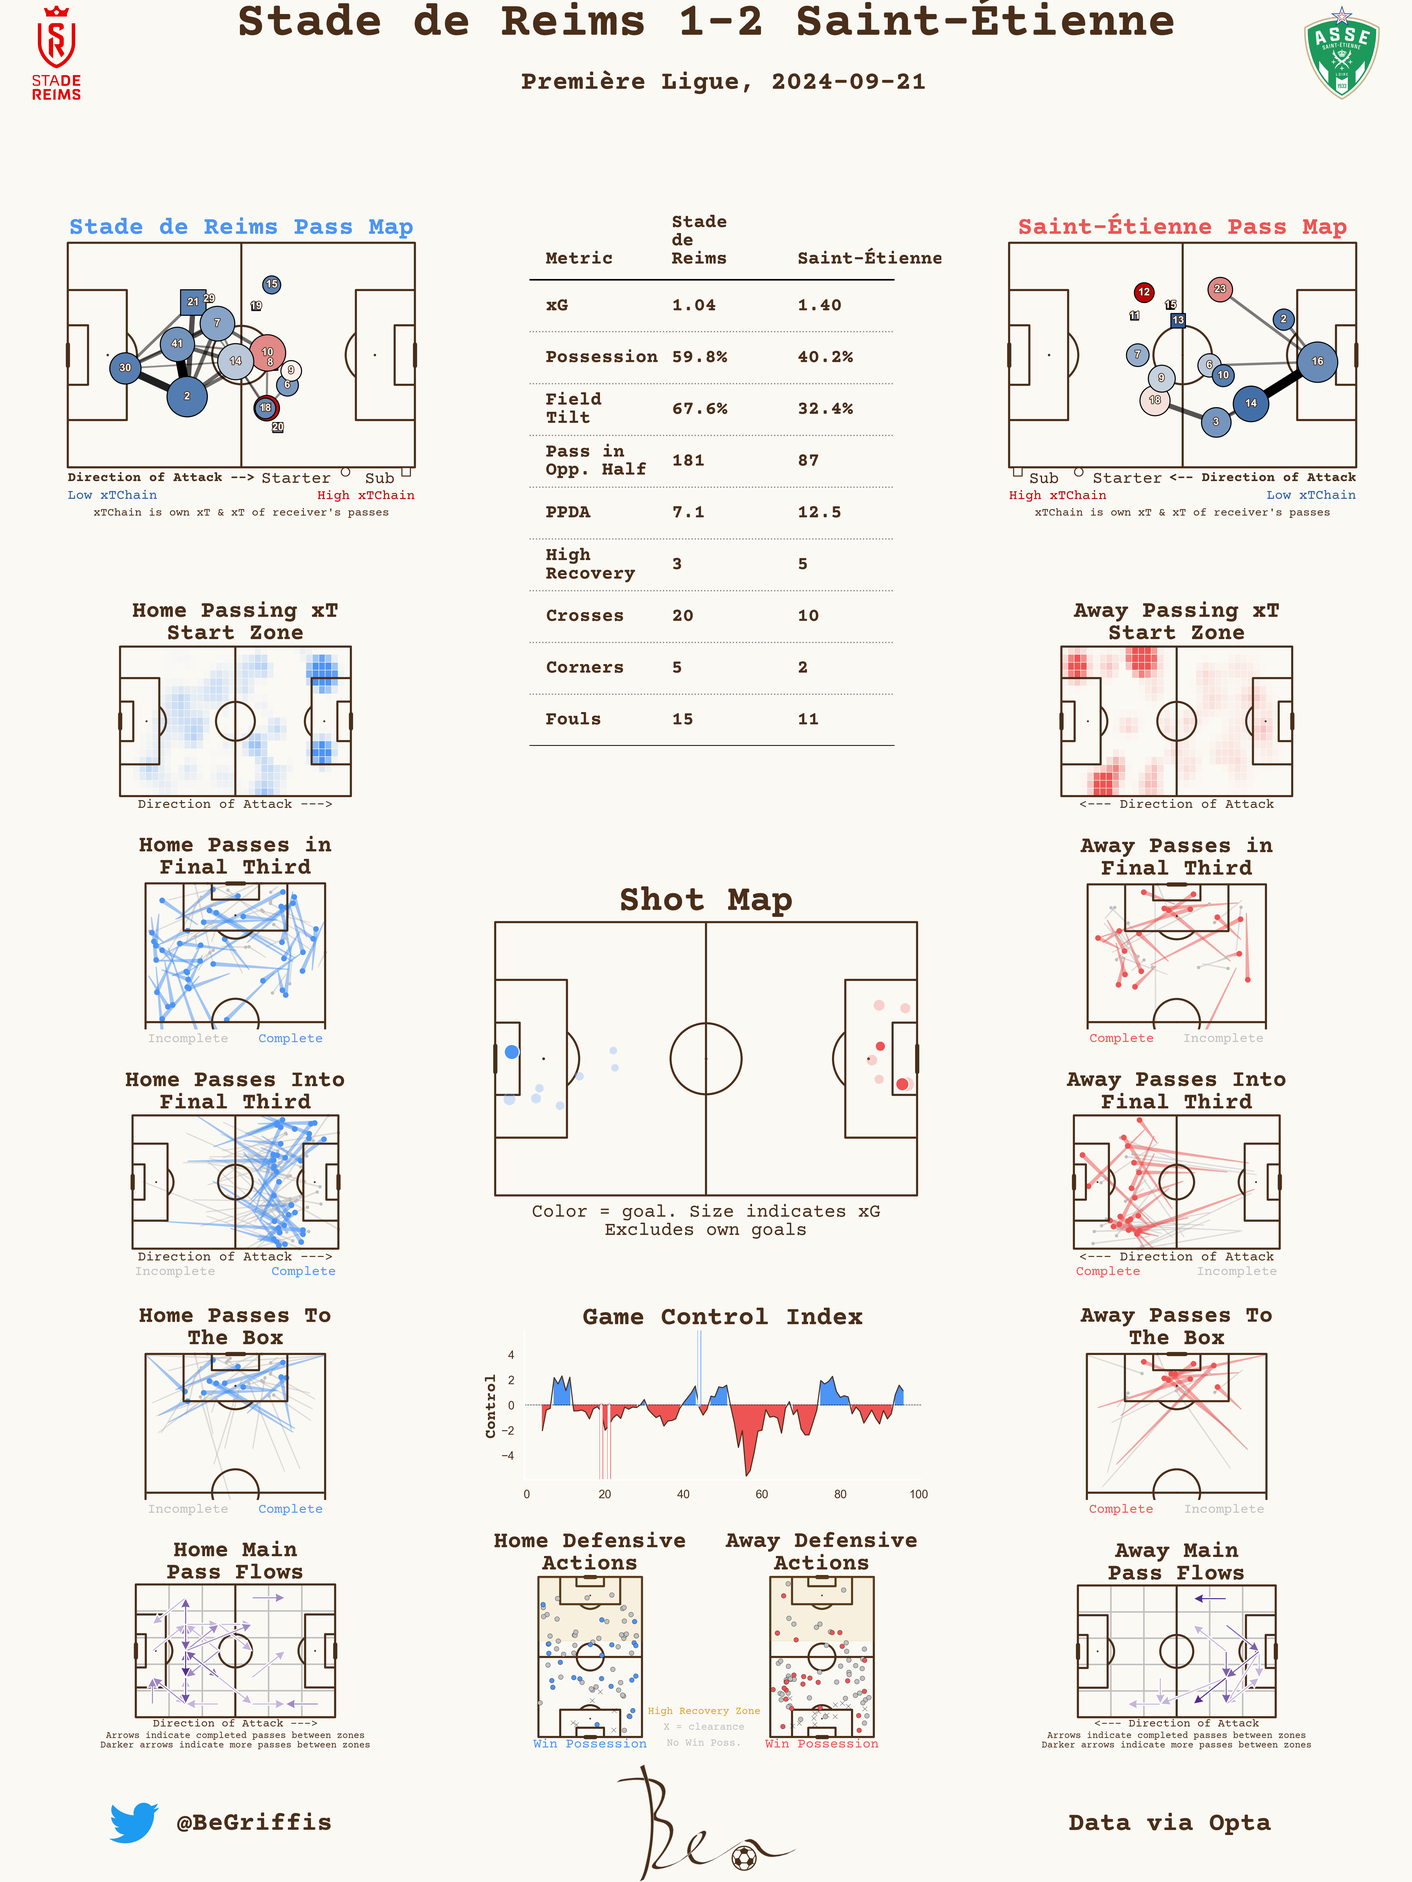 Stade de Reims 1-2 Saint-Étienne
Première Ligue, 2024-09-21
STADE
REIMS
ASSE
SAINT-ÉTIENNE
LOIRE
1933
Stade de Reims Pass Map
21
29
15
19
7
41
14
10
8
30
9
6
2
18
20
Direction of Attack --> Starter Sub
Low xTChain High xTChain
xTChain is own xT & xT of receiver's passes
Metric Stade de Reims Saint-Étienne
xG 1.04 1.40
Possession 59.8% 40.2%
Field Tilt 67.6% 32.4%
Pass in Opp. Half 181 87
PPDA 7.1 12.5
High Recovery 3 5
Crosses 20 10
Corners 5 2
Fouls 15 11
Saint-Étienne Pass Map
12
23
15
11
13
2
7
6
16
9
10
18
14
3
Sub Starter <-- Direction of Attack
High xTChain Low xTChain
xTChain is own xT & xT of receiver's passes
Home Passing xT
Start Zone
Direction of Attack --->
Away Passing xT
Start Zone
<--- Direction of Attack
Home Passes in
Final Third
Incomplete Complete
Away Passes in
Final Third
Complete Incomplete
Shot Map
Color = goal. Size indicates xG
Excludes own goals
Home Passes Into
Final Third
Direction of Attack --->
Incomplete Complete
Away Passes Into
Final Third
<--- Direction of Attack
Complete Incomplete
Home Passes To
The Box
Incomplete Complete
Game Control Index
Control
4
2
0
−2
−4
0 20 40 60 80 100
Away Passes To
The Box
Complete Incomplete
Home Main
Pass Flows
Direction of Attack --->
Arrows indicate completed passes between zones
Darker arrows indicate more passes between zones
Home Defensive
Actions
Win Possession
High Recovery Zone
X = clearance
No Win Poss.
Away Defensive
Actions
Win Possession
Away Main
Pass Flows
<--- Direction of Attack
Arrows indicate completed passes between zones
Darker arrows indicate more passes between zones
@BeGriffis
Ben
Data via Opta